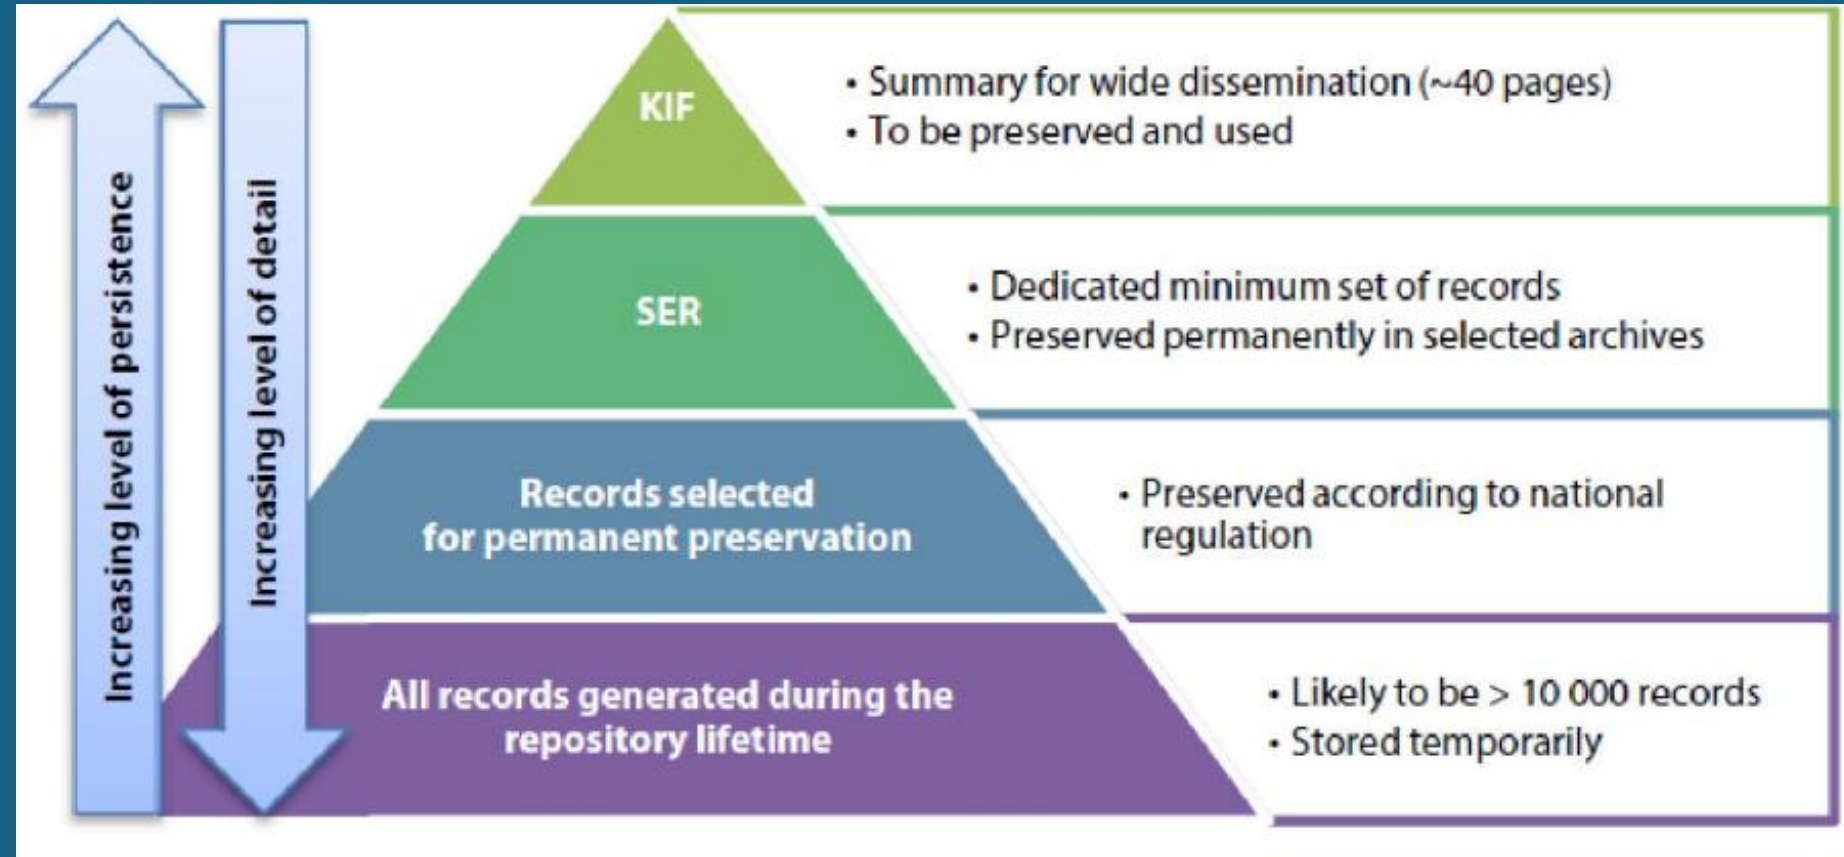 Increasing level of persistence
Increasing level of detail
KIF
• Summary for wide dissemination (~40 pages)
• To be preserved and used
SER
• Dedicated minimum set of records
• Preserved permanently in selected archives
Records selected
for permanent preservation
• Preserved according to national
regulation
All records generated during the
repository lifetime
• Likely to be > 10 000 records
• Stored temporarily